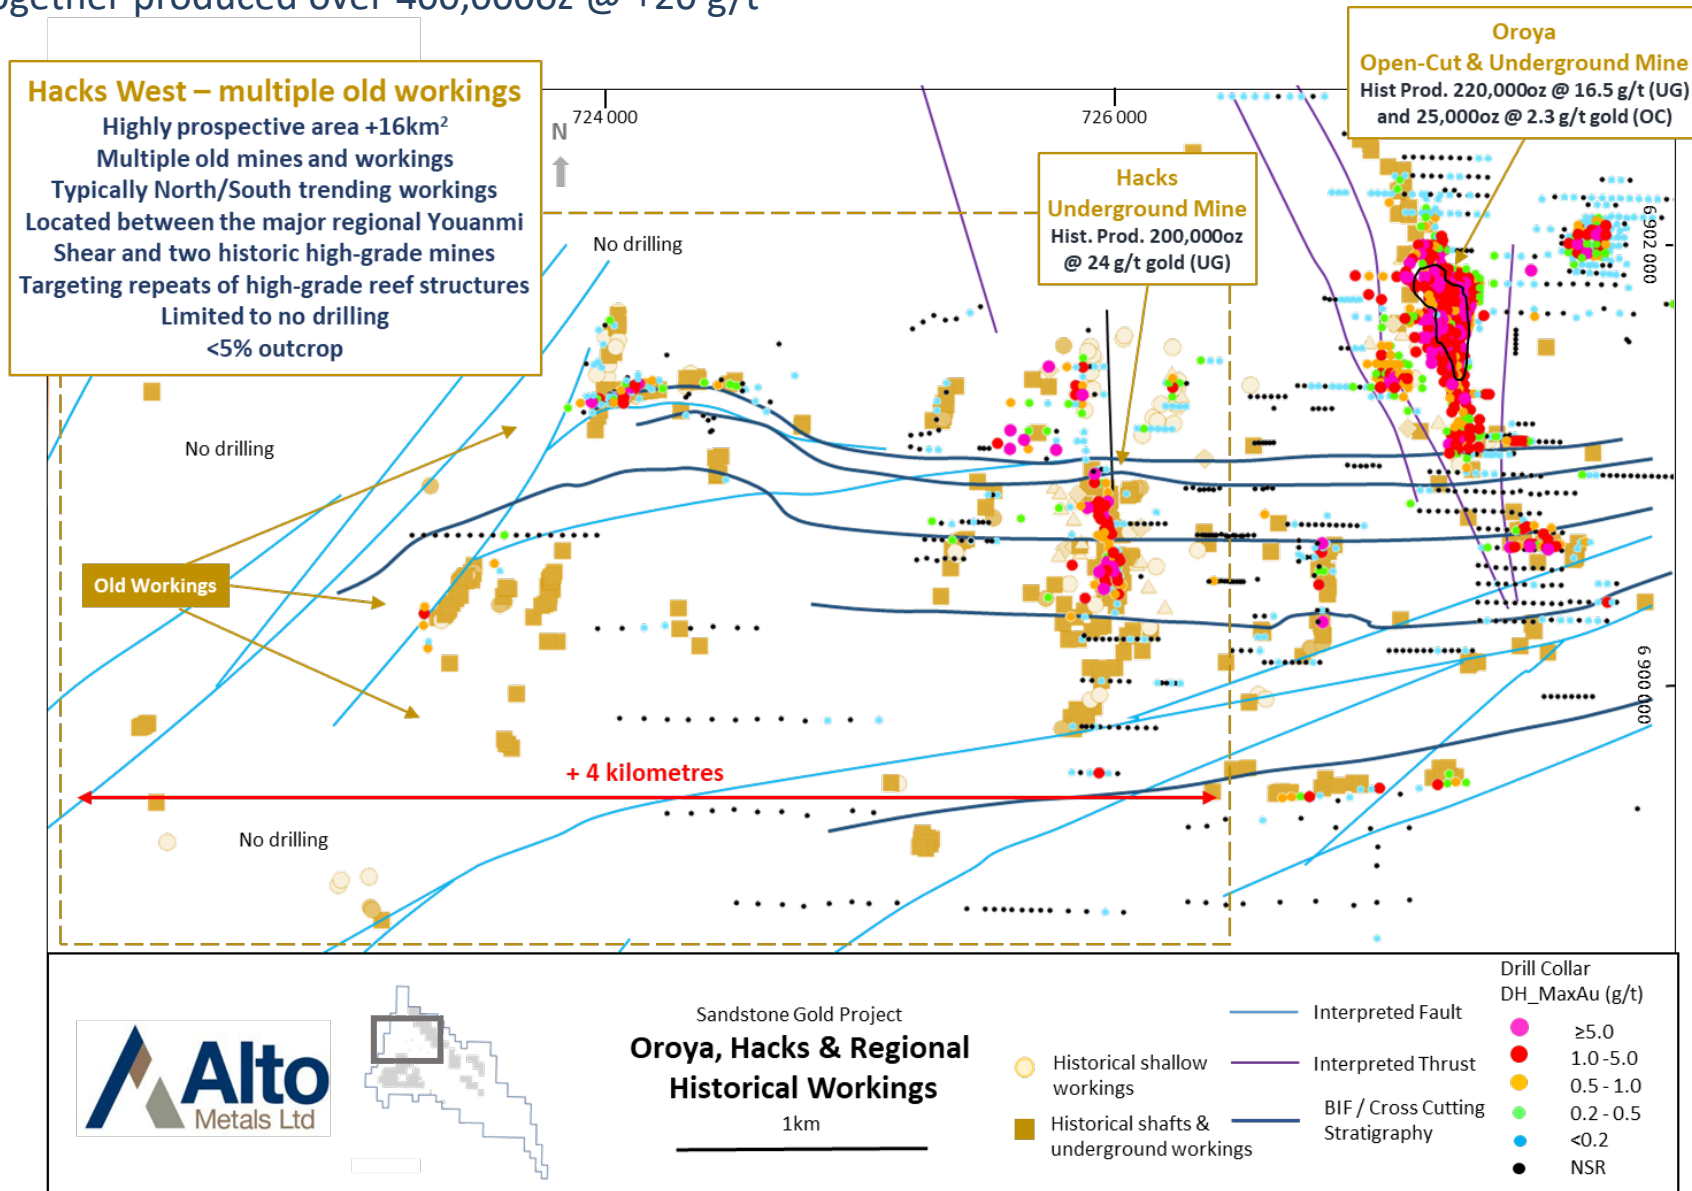 ogether produced over 400,000oz @ +20 g/t
Hacks West – multiple old workings
Highly prospective area +16km²
Multiple old mines and workings
Typically North/South trending workings
Located between the major regional Youanmi
Shear and two historic high-grade mines
Targeting repeats of high-grade reef structures
Limited to no drilling
<5% outcrop
N
724 000
726 000
Oroya
Open-Cut & Underground Mine
Hist Prod. 220,000oz @ 16.5 g/t (UG)
and 25,000oz @ 2.3 g/t gold (OC)
Hacks
Underground Mine
Hist. Prod. 200,000oz
@ 24 g/t gold (UG)
6 902 000
No drilling
No drilling
Old Workings
6 900 000
+ 4 kilometres
No drilling
Alto
Metals Ltd
Sandstone Gold Project
Oroya, Hacks & Regional
Historical Workings
1km
Historical shallow
workings
Historical shafts &
underground workings
Interpreted Fault
Interpreted Thrust
BIF / Cross Cutting
Stratigraphy
Drill Collar
DH_MaxAu (g/t)
≥5.0
1.0 -5.0
0.5 - 1.0
0.2 - 0.5
<0.2
NSR